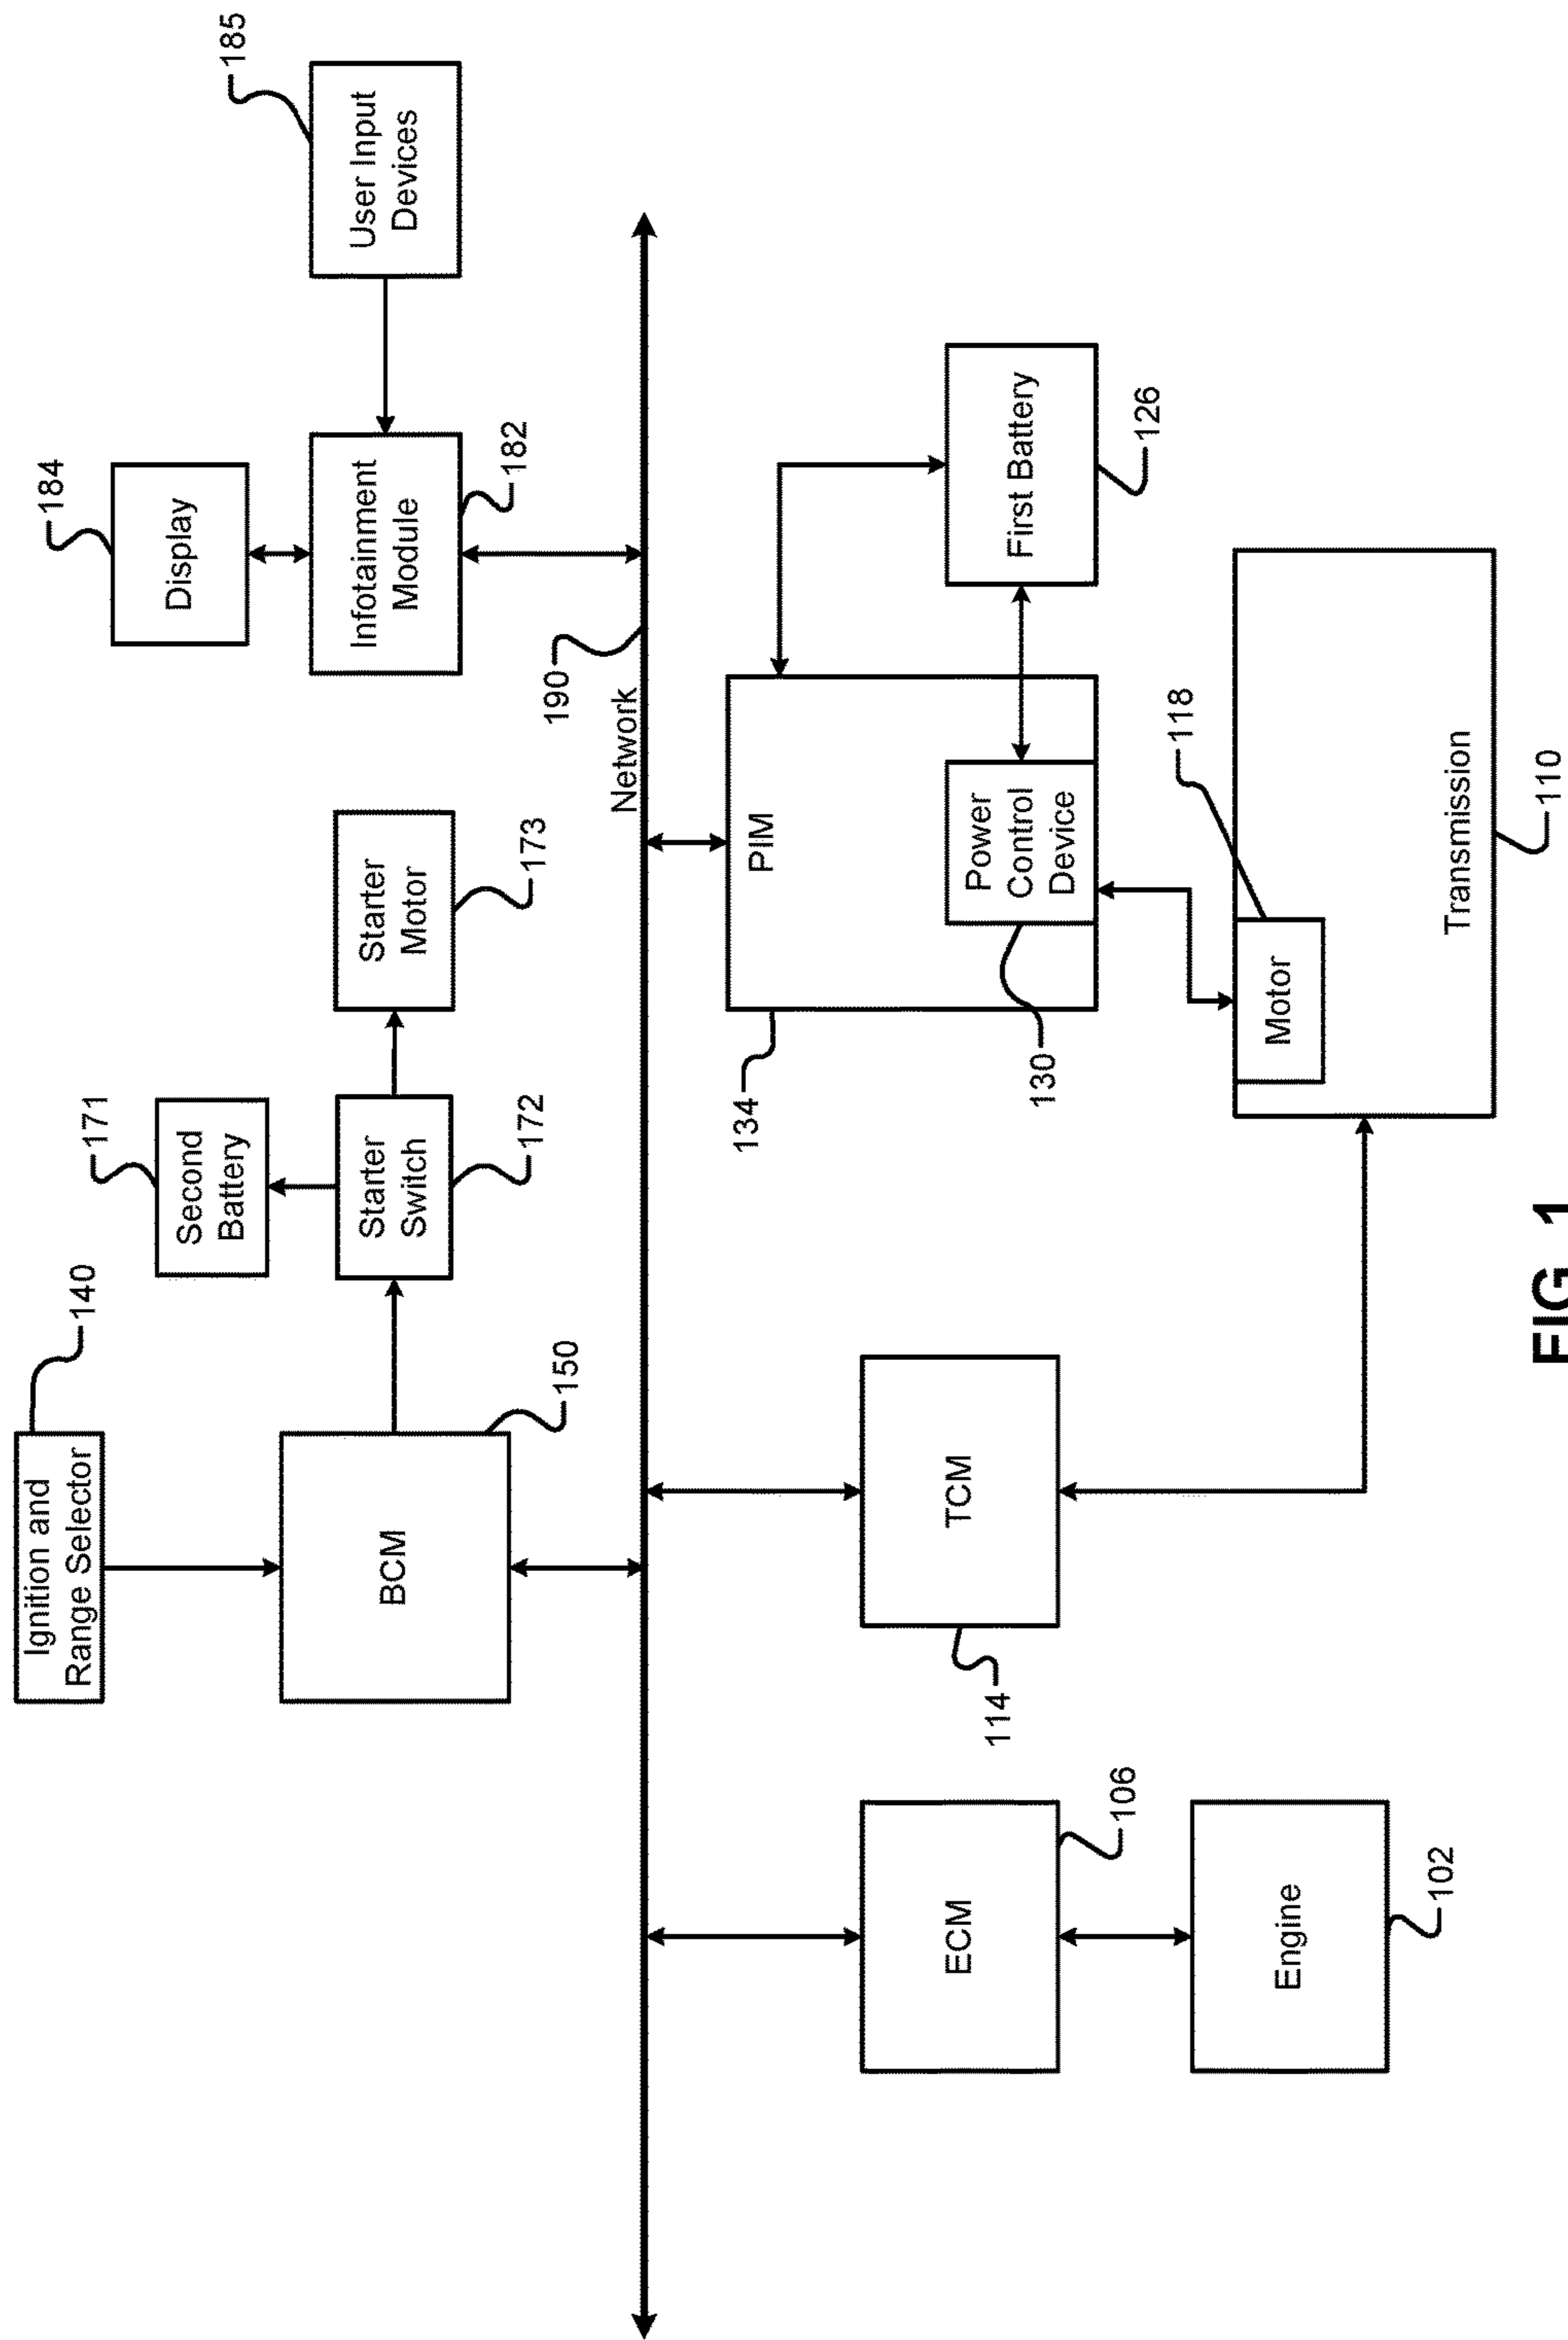 Ignition and
Range Selector
140
BCM
150
171
Second
Battery
Starter
Switch
172
Starter
Motor
173
184
Display
Infotainment
Module
182
185
User Input
Devices
190
Network
ECM
106
Engine
102
TCM
114
PIM
134
Power
Control
Device
130
First Battery
126
118
Motor
Transmission
110
FIG. 1